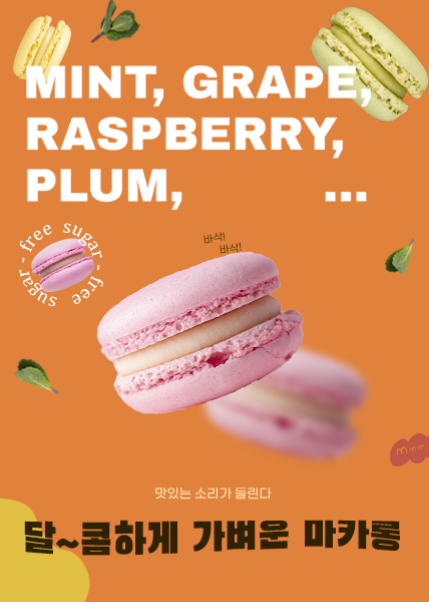 MINT, GRAPE,
RASPBERRY,
PLUM, ...
sugar-free sugar-free
바삭!
바삭!
맛있는 소리가 들린다
달~콤하게 가벼운 마카롱